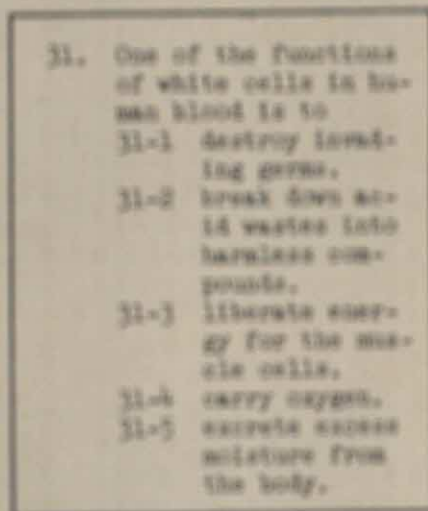 31. One of the functions
of white cells in hu-
man blood is to
31-1 destroy invad-
ing germs.
31-2 break down ac-
id wastes into
harmless com-
pounds.
31-3 liberate ener-
gy for the mus-
cle cells.
31-4 carry oxygen.
31-5 excrete excess
moisture from
the body.